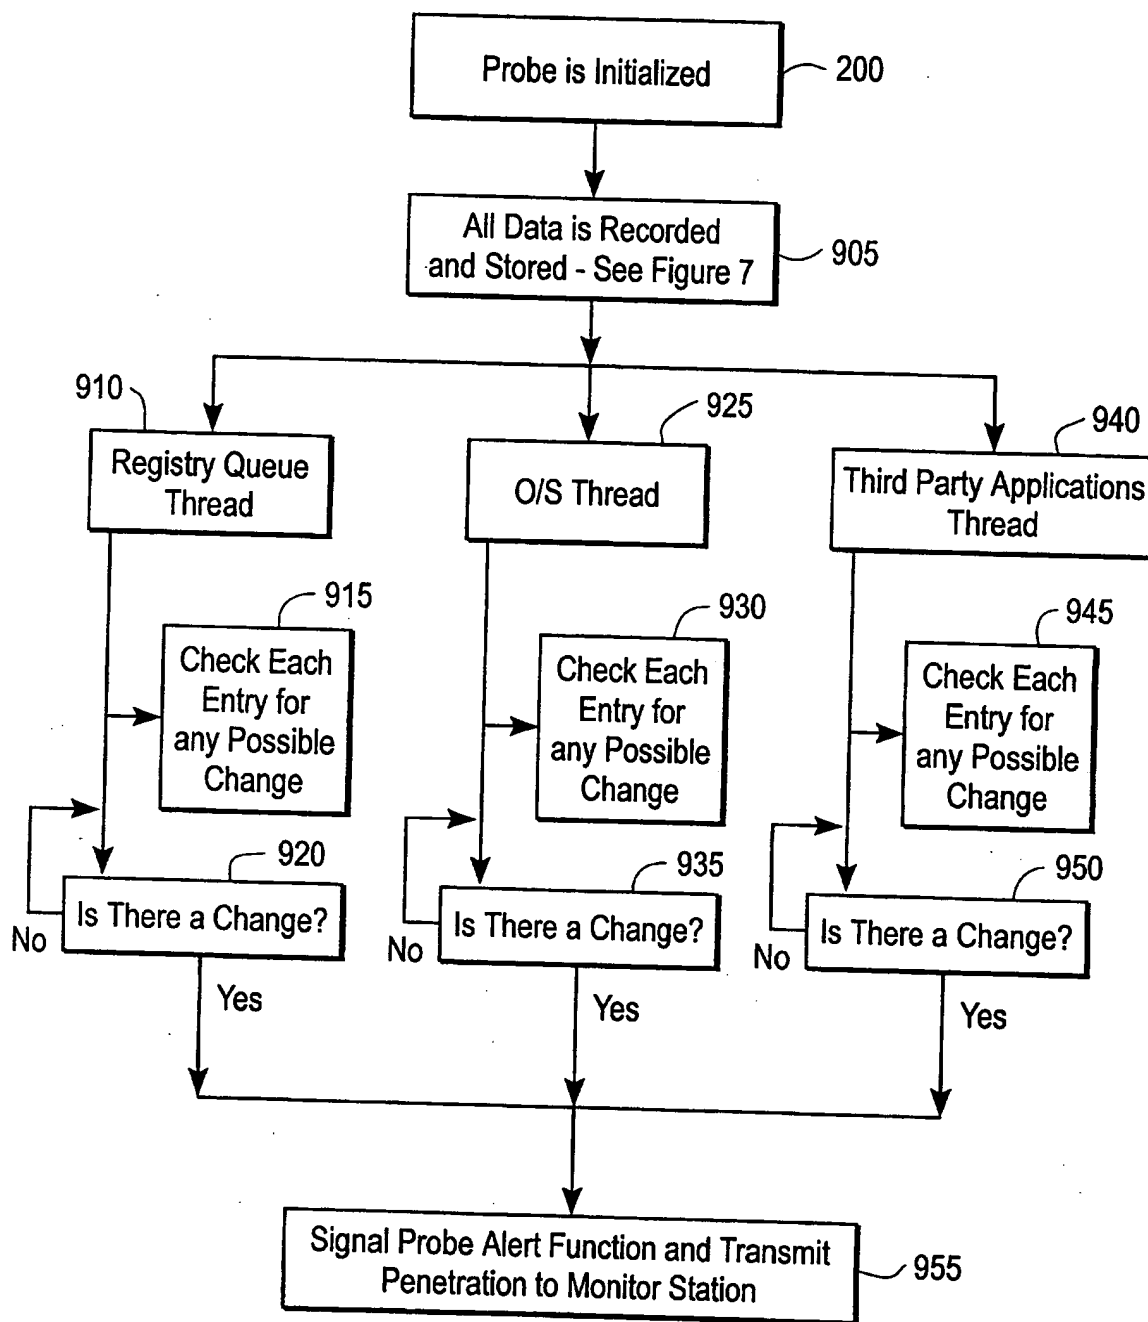 Probe is Initialized
200
All Data is Recorded
and Stored - See Figure 7
905
910
Registry Queue
Thread
925
O/S Thread
940
Third Party Applications
Thread
915
Check Each
Entry for
any Possible
Change
930
Check Each
Entry for
any Possible
Change
945
Check Each
Entry for
any Possible
Change
920
Is There a Change?
No
Yes
935
Is There a Change?
No
Yes
950
Is There a Change?
No
Yes
Signal Probe Alert Function and Transmit
Penetration to Monitor Station
955